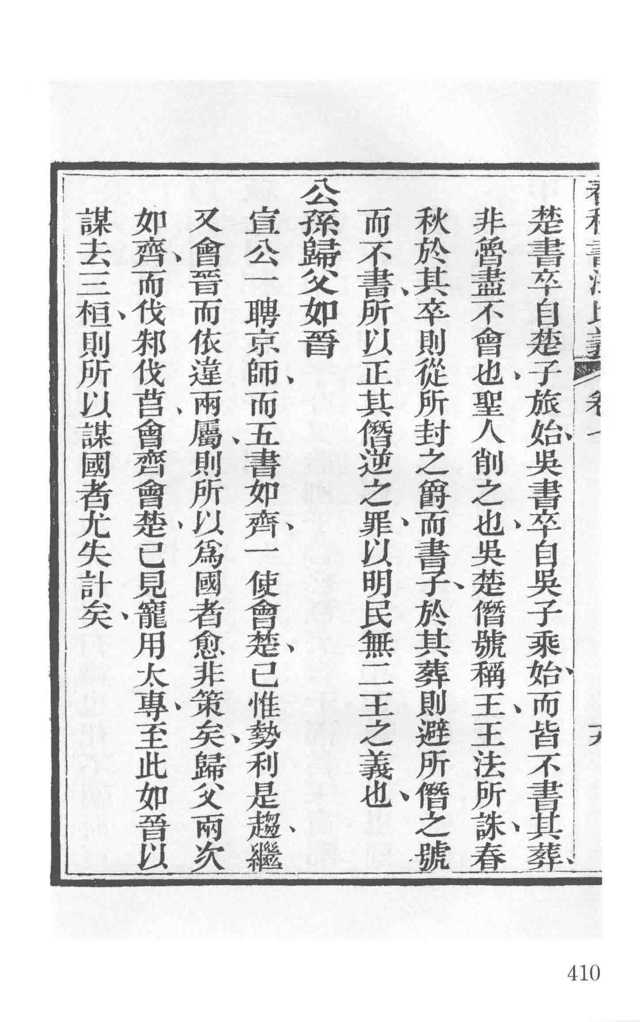 楚書卒自楚子旅始、吳書卒自吳子乘始、而皆不書其葬、
非魯盡不會也、聖人削之也、吳楚僭號稱王、王法所誅、春
秋於其卒則從所封之爵而書子、於其葬則避所僭之號
而不書、所以正其僭逆之罪、以明民無二王之義也、
公孫歸父如晉
宣公一聘京師、而五書如齊、一使會楚、已惟勢利是趨、繼
又會晉而依違兩屬、則所以爲國者愈非策矣、歸父兩次
如齊、而伐邾伐莒、會齊會楚、已見寵用太專、至此如晉以
謀去三桓、則所以謀國者尤失計矣、
410